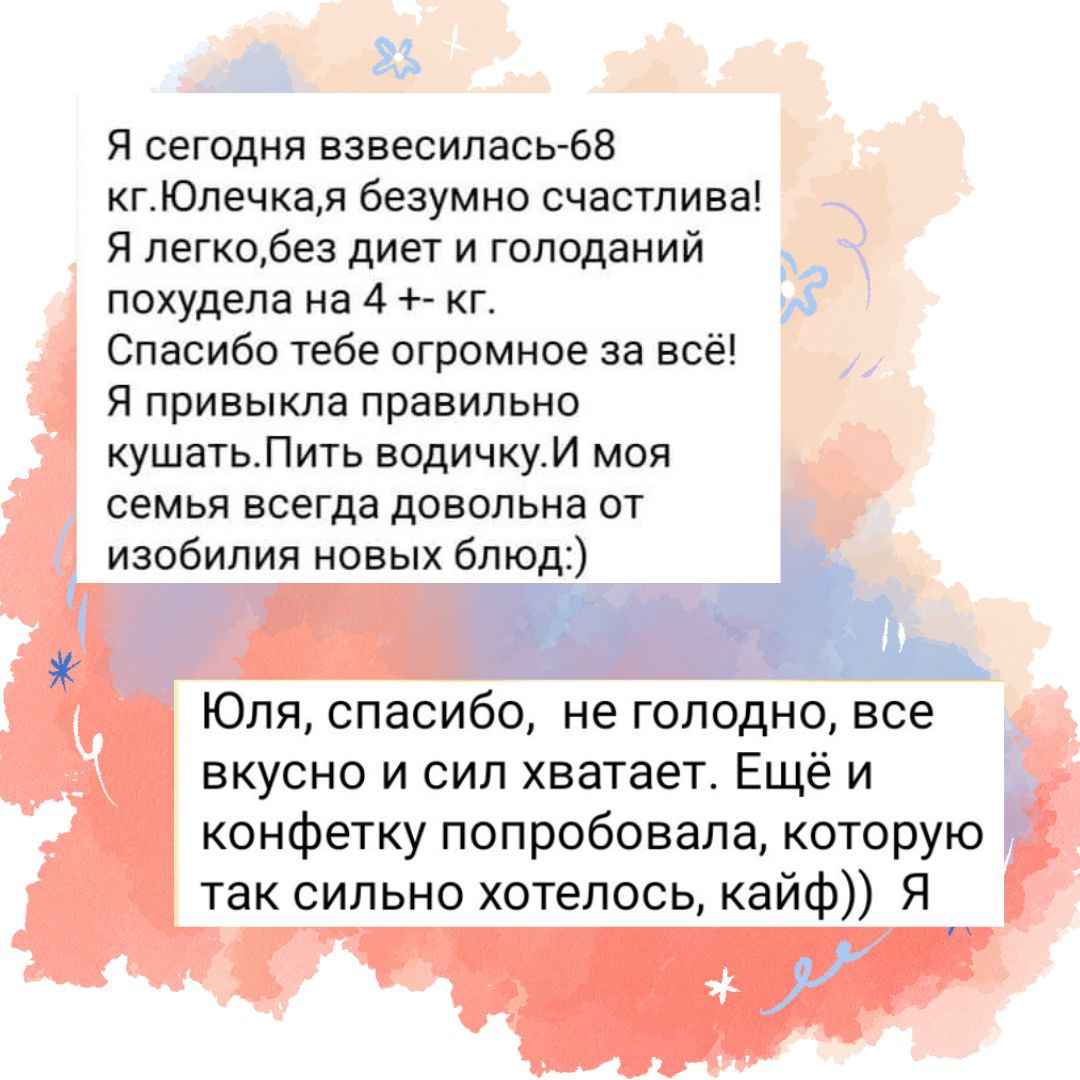 Я сегодня взвесилась-68
кг.Юлечка,я безумно счастлива!
Я легко,без диет и голоданий
похудела на 4 +- кг.
Спасибо тебе огромное за всё!
Я привыкла правильно
кушать.Пить водичку.И моя
семья всегда довольна от
изобилия новых блюд:)
Юля, спасибо,  не голодно, все
вкусно и сил хватает. Ещё и
конфетку попробовала, которую
так сильно хотелось, кайф))  Я